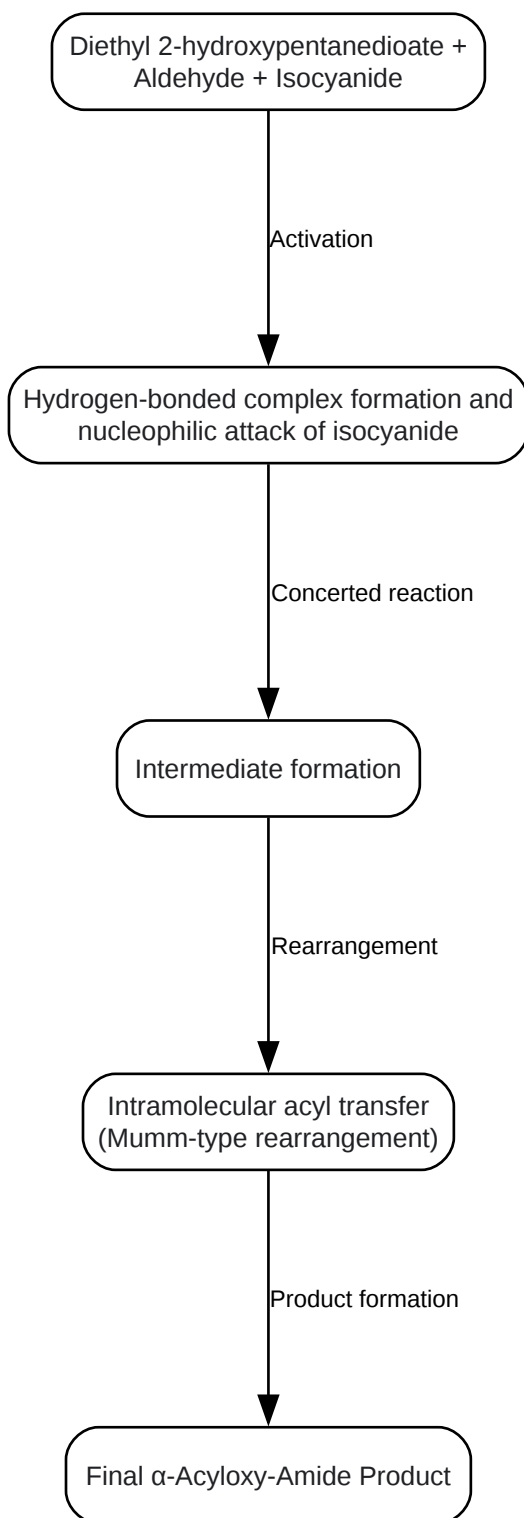 Diethyl 2-hydroxypentanedioate +
Aldehyde + Isocyanide
Activation
Hydrogen-bonded complex formation and
nucleophilic attack of isocyanide
Concerted reaction
Intermediate formation
Rearrangement
Intramolecular acyl transfer
(Mumm-type rearrangement)
Product formation
Final α-Acyloxy-Amide Product